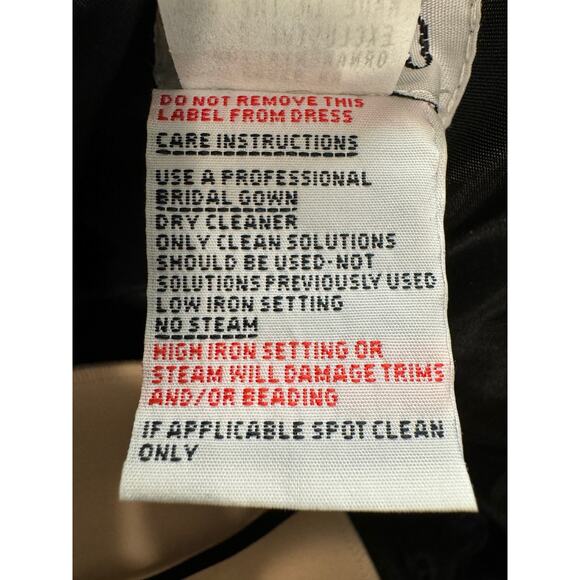 DO NOT REMOVE THIS
LABEL FROM DRESS
CARE INSTRUCTIONS
USE A PROFESSIONAL
BRIDAL GOWN
DRY CLEANER
ONLY CLEAN SOLUTIONS
SHOULD BE USED-NOT
SOLUTIONS PREVIOUSLY USED
LOW IRON SETTING
NO STEAM
HIGH IRON SETTING OR
STEAM WILL DAMAGE TRIMS
AND/OR BEADING
IF APPLICABLE SPOT CLEAN
ONLY